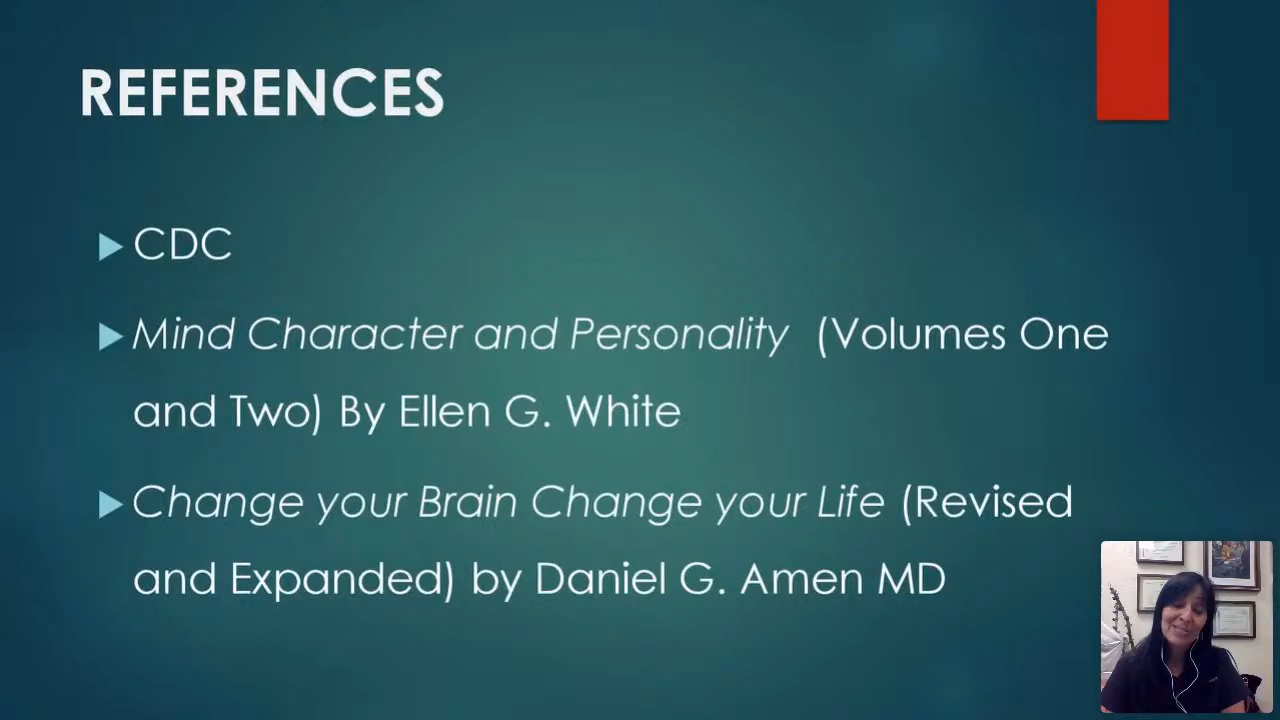 REFERENCES
CDC
Mind Character and Personality (Volumes One
and Two) By Ellen G. White
Change your Brain Change your Life (Revised
and Expanded) by Daniel G. Amen MD